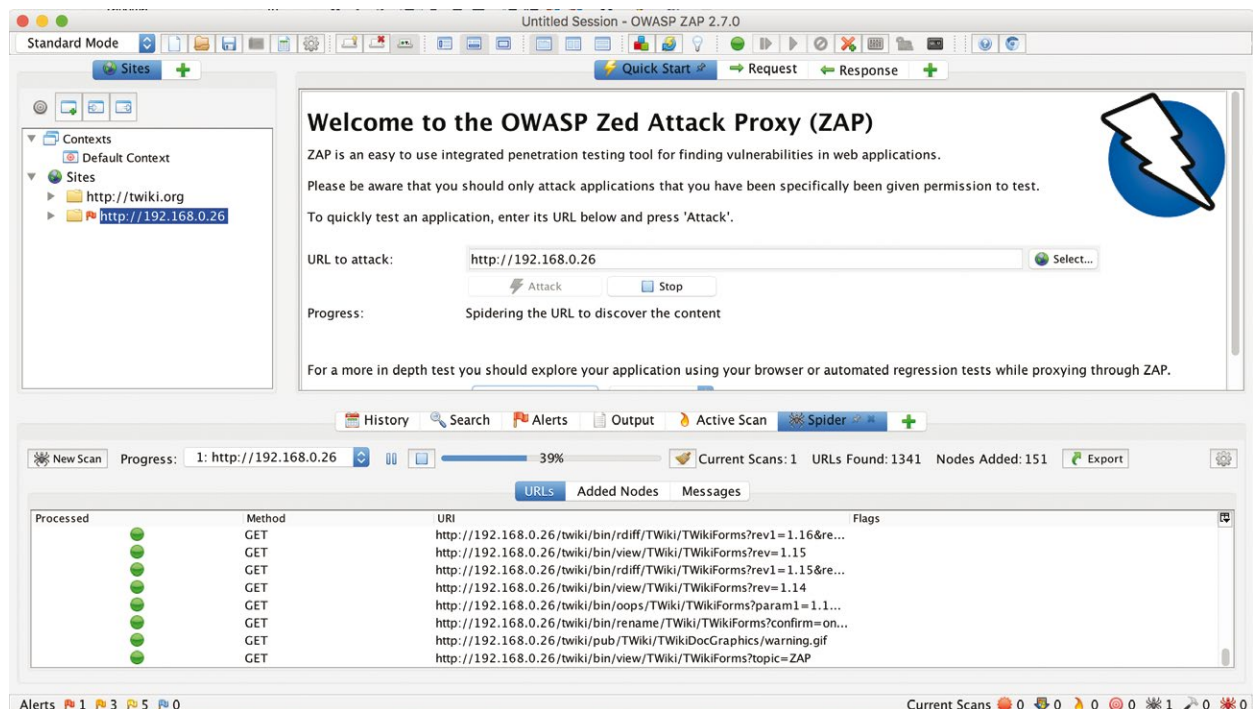 Untitled Session - OWASP ZAP 2.7.0
Standard Mode
Sites
Quick Start
Request
Response
Contexts
Default Context
Sites
http://twiki.org
http://192.168.0.26
Welcome to the OWASP Zed Attack Proxy (ZAP)
ZAP is an easy to use integrated penetration testing tool for finding vulnerabilities in web applications.
Please be aware that you should only attack applications that you have been specifically been given permission to test.
To quickly test an application, enter its URL below and press 'Attack'.
URL to attack: http://192.168.0.26 Select...
Attack Stop
Progress: Spidering the URL to discover the content
For a more in depth test you should explore your application using your browser or automated regression tests while proxying through ZAP.
History Search Alerts Output Active Scan Spider
New Scan Progress: 1: http://192.168.0.26 39% Current Scans: 1 URLs Found: 1341 Nodes Added: 151 Export
URLs Added Nodes Messages
Processed Method URI Flags
GET http://192.168.0.26/twiki/bin/rdiff/TWiki/TWikiForms?rev1=1.16&re...
GET http://192.168.0.26/twiki/bin/view/TWiki/TWikiForms?rev=1.15
GET http://192.168.0.26/twiki/bin/rdiff/TWiki/TWikiForms?rev1=1.15&re...
GET http://192.168.0.26/twiki/bin/view/TWiki/TWikiForms?rev=1.14
GET http://192.168.0.26/twiki/bin/oops/TWiki/TWikiForms?param1=1.1...
GET http://192.168.0.26/twiki/bin/rename/TWiki/TWikiForms?confirm=on...
GET http://192.168.0.26/twiki/pub/TWiki/TWikiDocGraphics/warning.gif
GET http://192.168.0.26/twiki/bin/view/TWiki/TWikiForms?topic=ZAP
Alerts 1 3 5 0 Current Scans 0 0 0 0 1 0 0